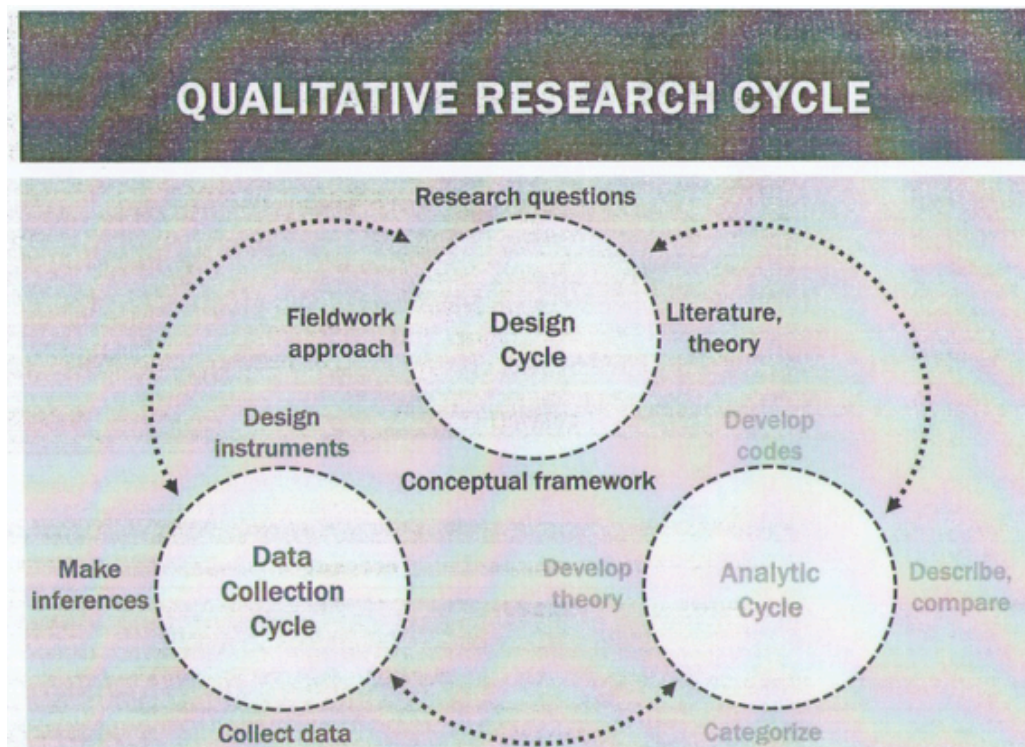 QUALITATIVE RESEARCH CYCLE
Research questions
Fieldwork
approach
Design
Cycle
Literature,
theory
Design
instruments
Develop
codes
Conceptual framework
Make
inferences
Data
Collection
Cycle
Develop
theory
Analytic
Cycle
Describe,
compare
Collect data
Categorize